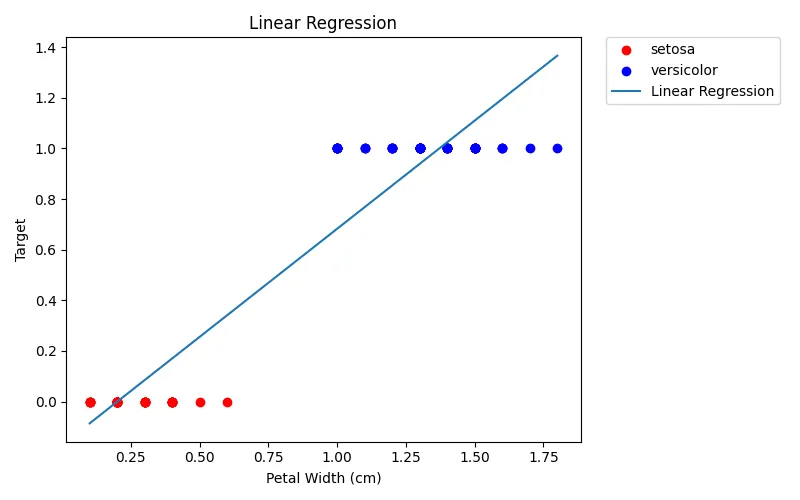 Linear Regression
setosa
versicolor
Linear Regression
1.4
1.2
1.0
0.8
0.6
0.4
0.2
0.0
Target
0.25
0.50
0.75
1.00
1.25
1.50
1.75
Petal Width (cm)